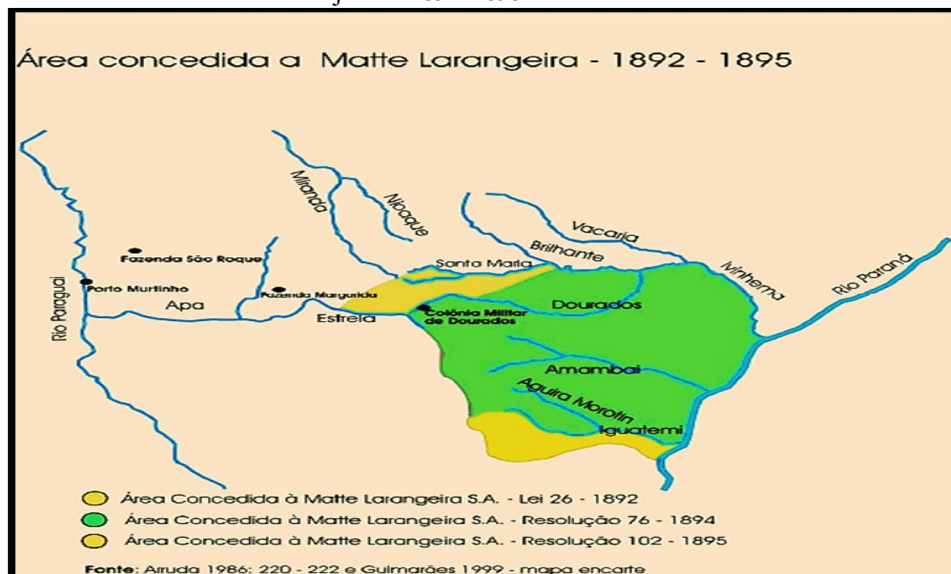 Área concedida a Matte Larangeira - 1892 - 1895
Miranda
Nioaque
Vacaria
Brilhante
Santa Maria
Ivinhema
Rio Paraná
Fazenda São Roque
Porto Murtinho
Fazenda Margarida
Apa
Estrela
Rio Paraguai
Colônia Militar
de Dourados
Dourados
Amambai
Aguira Morotin
Iguatemi
Área Concedida à Matte Larangeira S.A. - Lei 26 - 1892
Área Concedida à Matte Larangeira S.A. - Resolução 76 - 1894
Área Concedida à Matte Larangeira S.A. - Resolução 102 - 1895
Fonte: Arruda 1986: 220 - 222 e Guimarães 1999 - mapa encarte